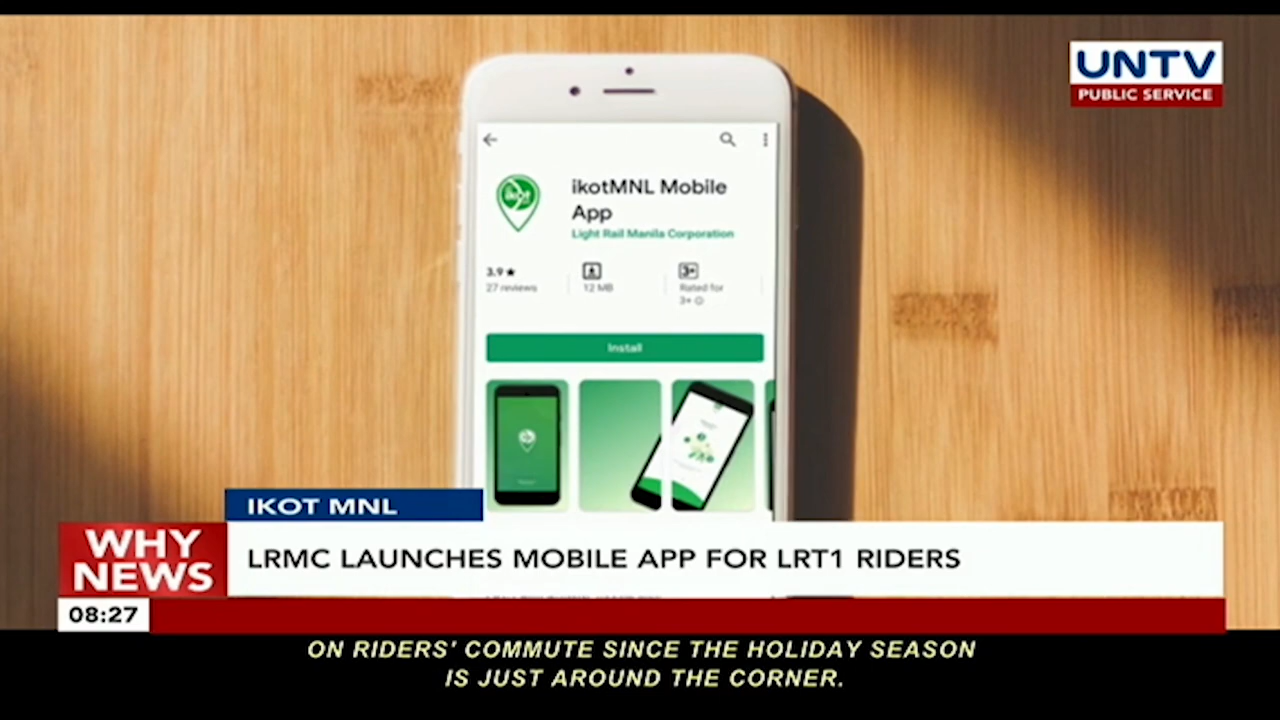 UNTV
PUBLIC SERVICE
ikotMNL Mobile
App
Light Rail Manila Corporation
ikot
3.9★
27 reviews
12 MB
3+
Rated for
3+
Install
IKOT MNL
WHY
NEWS
LRMC LAUNCHES MOBILE APP FOR LRT1 RIDERS
08:27
ON RIDERS' COMMUTE SINCE THE HOLIDAY SEASON
IS JUST AROUND THE CORNER.